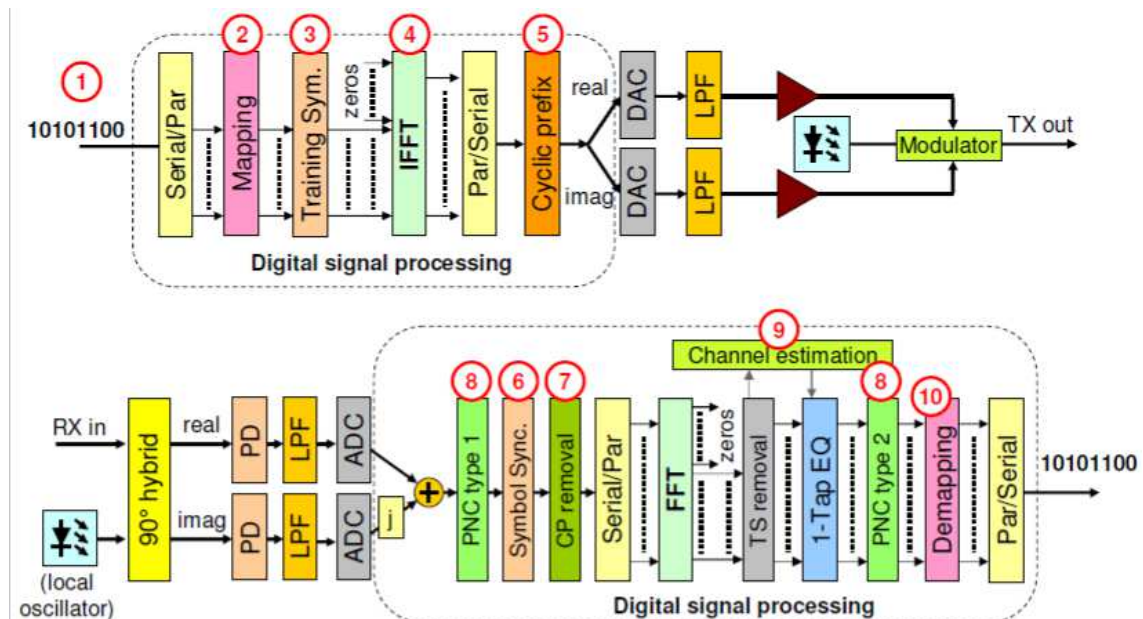 1
2
3
4
5
10101100
Serial/Par
Mapping
Training Sym.
zeros
IFFT
Par/Serial
Cyclic prefix
real
imag
DAC
LPF
DAC
LPF
Modulator
TX out
Digital signal processing
9
Channel estimation
8
6
7
8
10
RX in
90° hybrid
real
imag
PD
LPF
ADC
PD
LPF
ADC
j
+
PNC type 1
Symbol Sync.
CP removal
Serial/Par
FFT
zeros
TS removal
1-Tap EQ
PNC type 2
Demapping
Par/Serial
10101100
(local
oscillator)
Digital signal processing